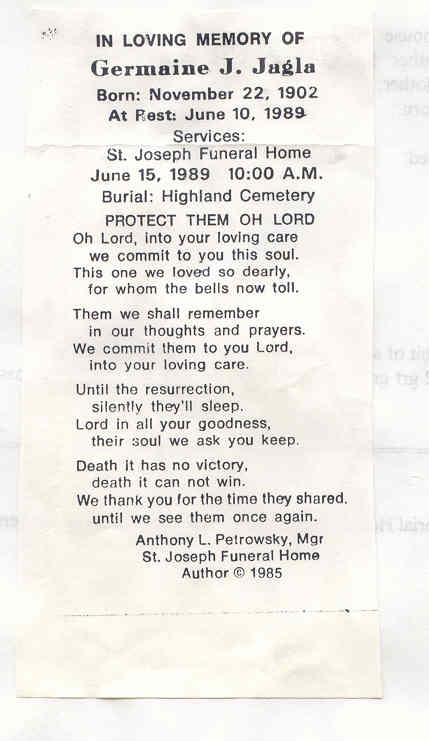 IN LOVING MEMORY OF
Germaine J. Jagla
Born: November 22, 1902
At Rest: June 10, 1989
Services:
St. Joseph Funeral Home
June 15, 1989 10:00 A.M.
Burial: Highland Cemetery
PROTECT THEM OH LORD
Oh Lord, into your loving care
we commit to you this soul.
This one we loved so dearly,
for whom the bells now toll.
Them we shall remember
in our thoughts and prayers.
We commit them to you Lord,
into your loving care.
Until the resurrection,
silently they'll sleep.
Lord in all your goodness,
their soul we ask you keep.
Death it has no victory,
death it can not win.
We thank you for the time they shared,
until we see them once again.
Anthony L. Petrowsky, Mgr
St. Joseph Funeral Home
Author © 1985